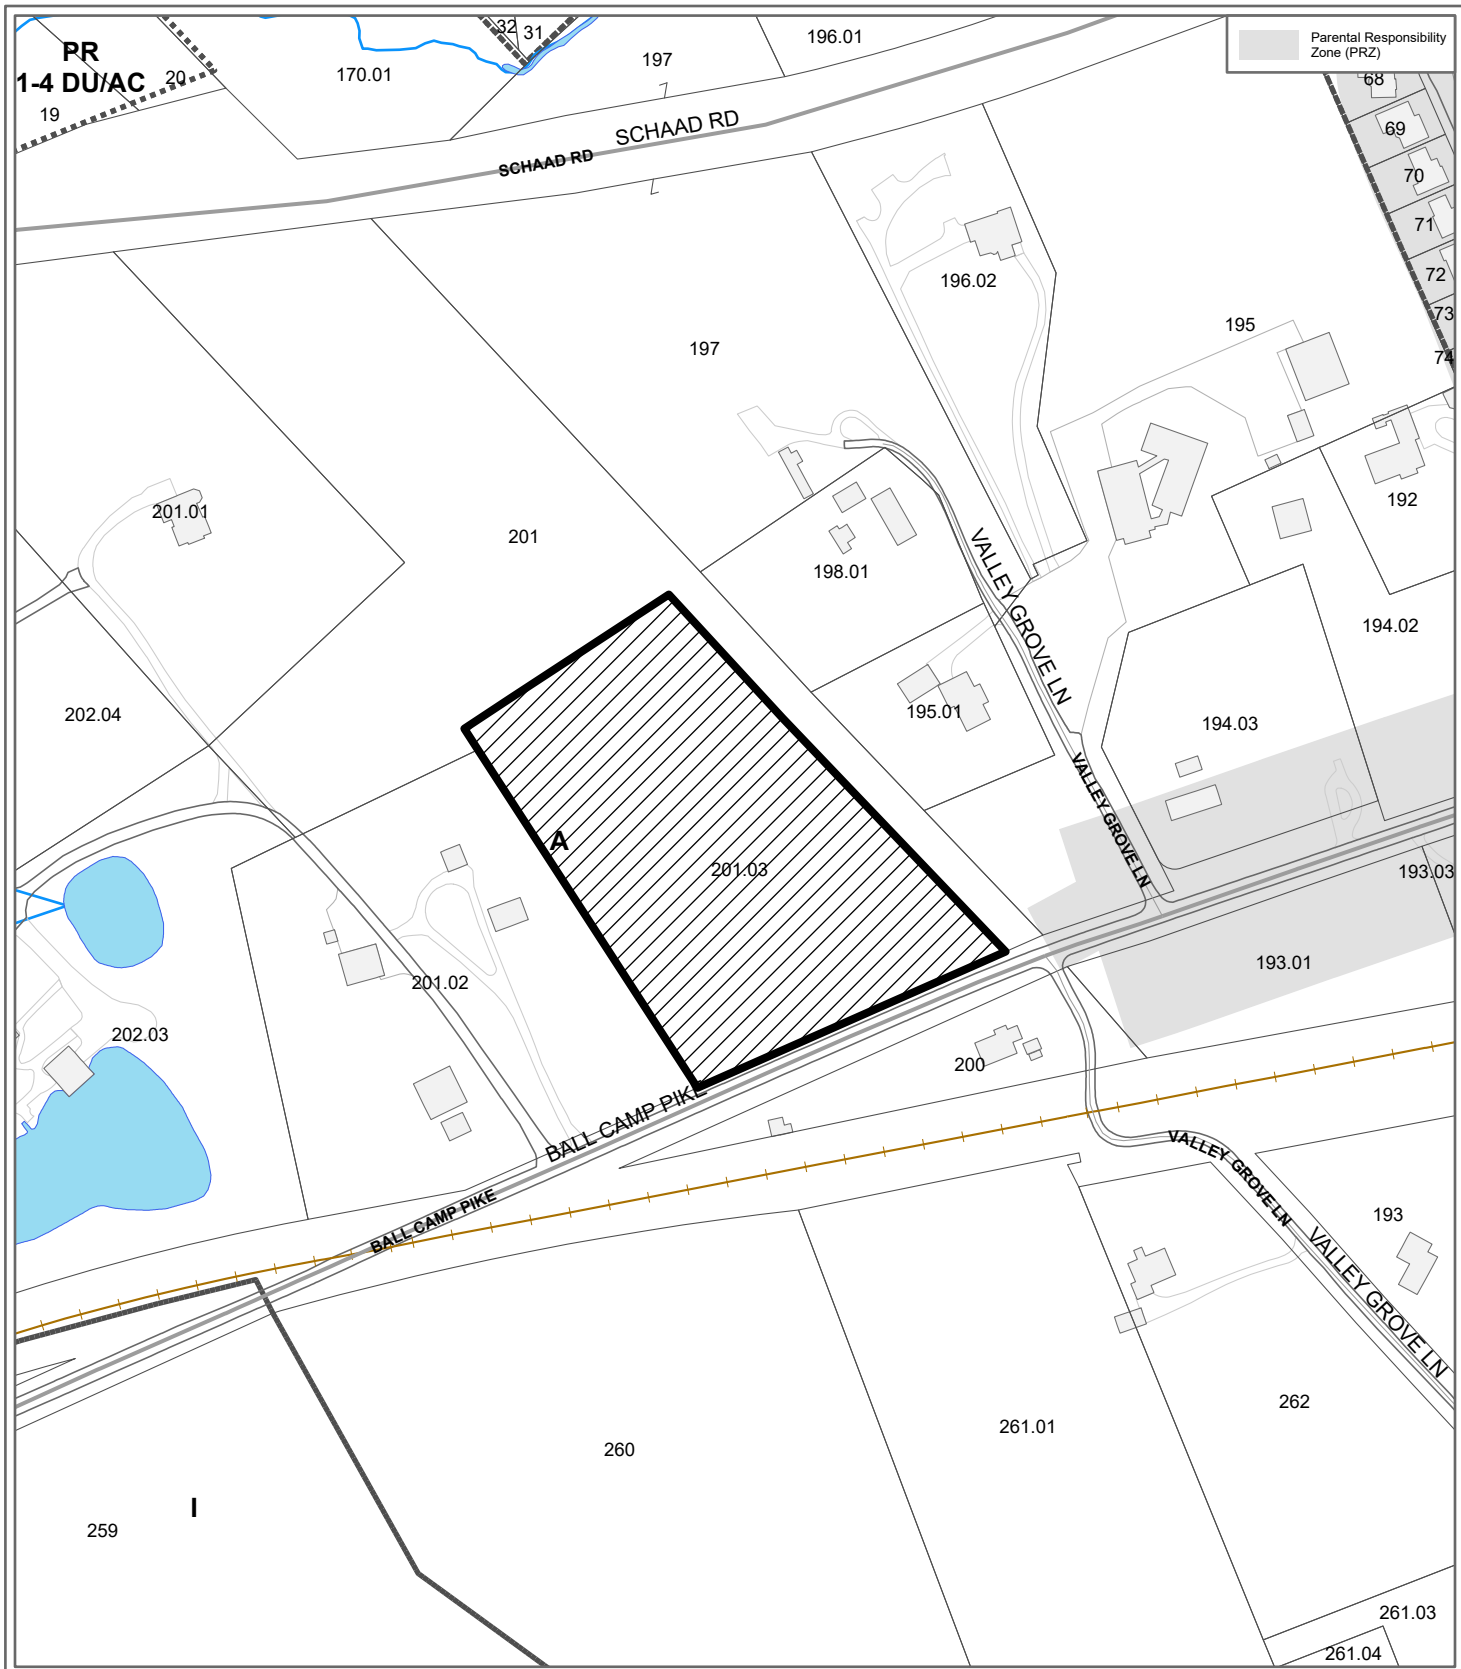 32
31
196.01
Parental Responsibility
Zone (PRZ)
PR
1-4 DU/AC
20
170.01
197
68
19
SCHAAD RD
SCHAAD RD
69
70
71
72
73
74
196.02
195
197
201.01
201
192
198.01
VALLEY GROVE LN
194.02
202.04
195.01
194.03
VALLEY GROVE LN
A
201.03
193.03
193.01
201.02
202.03
200
BALL CAMP PIKE
BALL CAMP PIKE
VALLEY GROVE LN
193
VALLEY GROVE LN
262
261.01
260
I
259
261.03
261.04